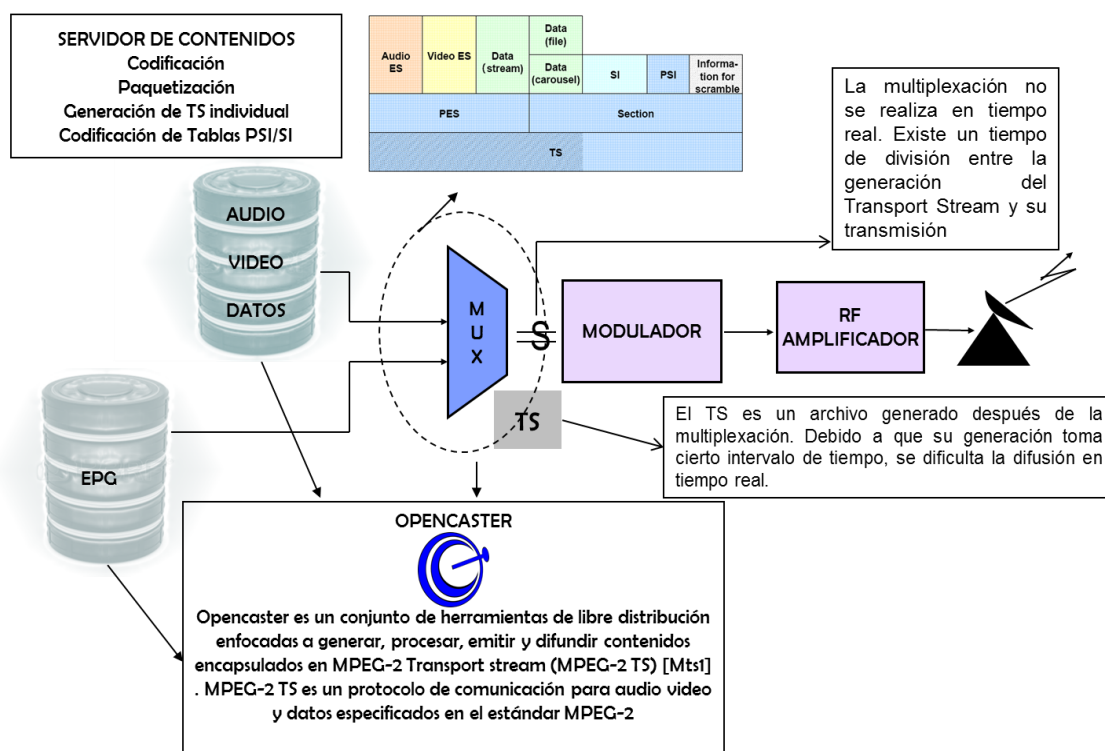 SERVIDOR DE CONTENIDOS
Codificación
Paquetización
Generación de TS individual
Codificación de Tablas PSI/SI
Audio
ES
Video ES
Data
(stream)
Data
(file)
Data
(carousel)
SI
PSI
Informa-
tion for
scramble
PES
Section
TS
La multiplexación no
se realiza en tiempo
real. Existe un tiempo
de división entre la
generación del
Transport Stream y su
transmisión
AUDIO
VIDEO
DATOS
M
U
X
S
MODULADOR
RF
AMPLIFICADOR
TS
El TS es un archivo generado después de la
multiplexación. Debido a que su generación toma
cierto intervalo de tiempo, se dificulta la difusión en
tiempo real.
EPG
OPENCASTER
Opencaster es un conjunto de herramientas de libre distribución
enfocadas a generar, procesar, emitir y difundir contenidos
encapsulados en MPEG-2 Transport stream (MPEG-2 TS) [Mts1]
. MPEG-2 TS es un protocolo de comunicación para audio video
y datos especificados en el estándar MPEG-2